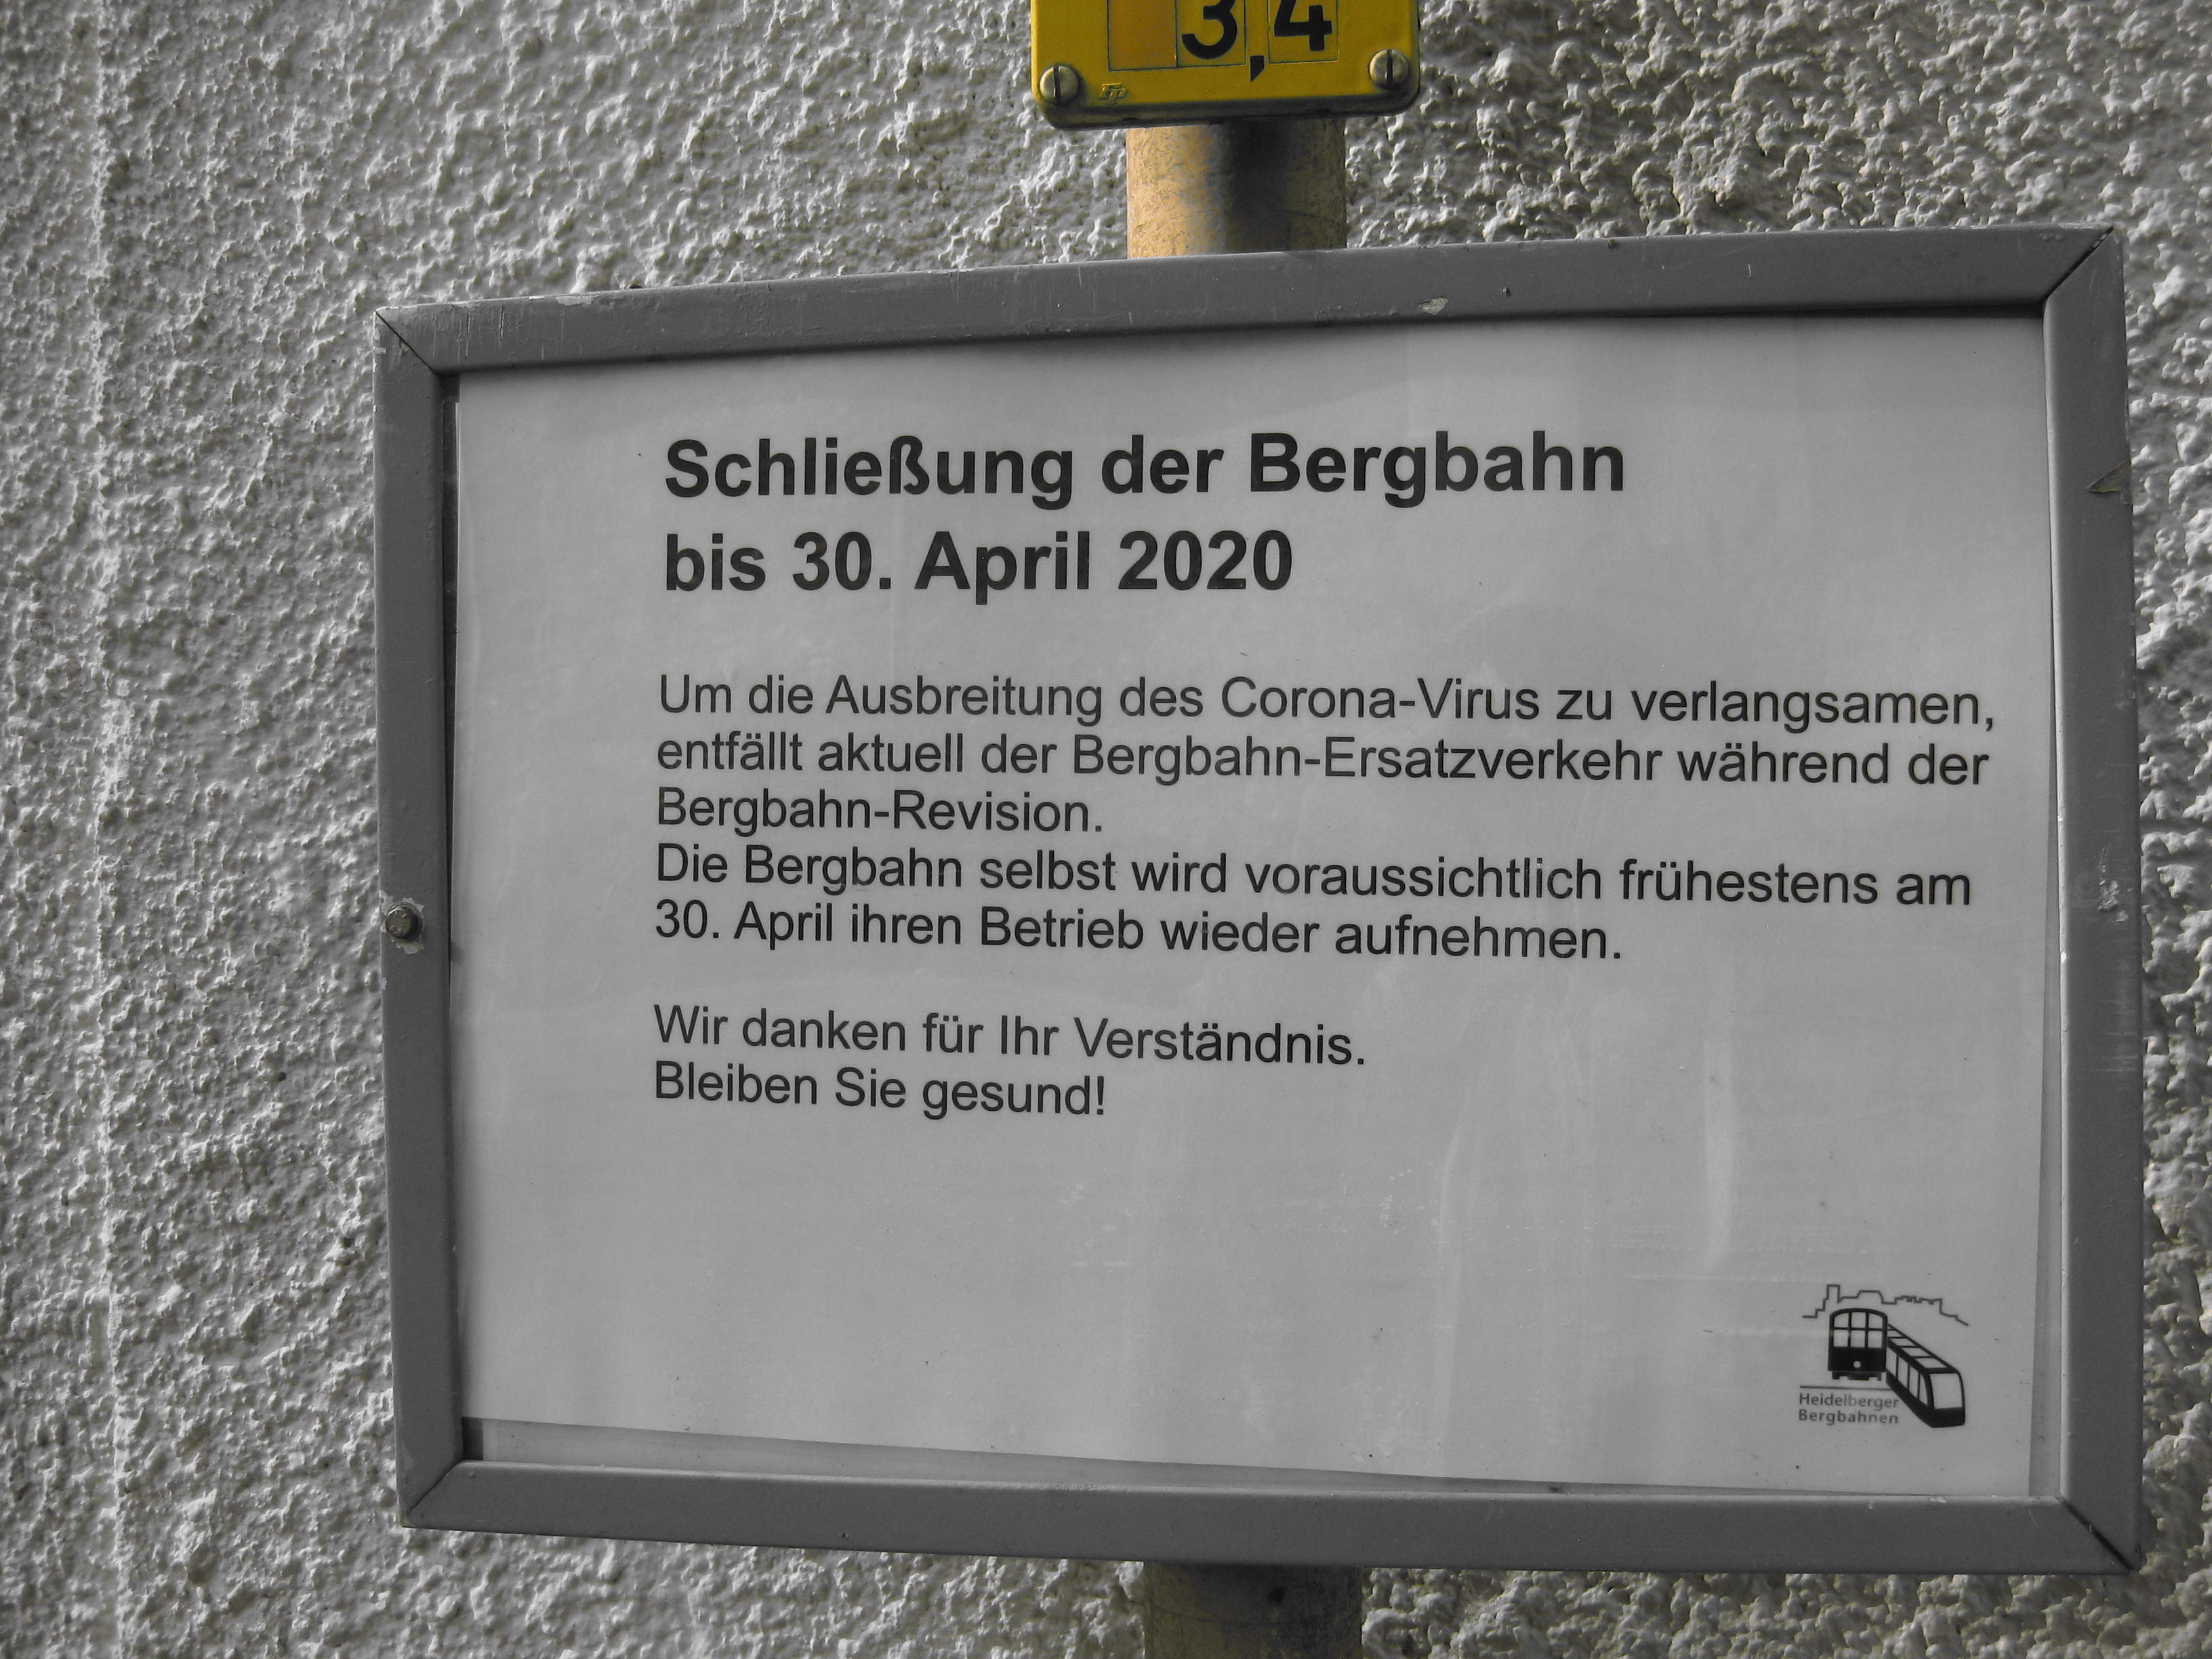 3,4
Schließung der Bergbahn
bis 30. April 2020
Um die Ausbreitung des Corona-Virus zu verlangsamen,
entfällt aktuell der Bergbahn-Ersatzverkehr während der
Bergbahn-Revision.
Die Bergbahn selbst wird voraussichtlich frühestens am
30. April ihren Betrieb wieder aufnehmen.
Wir danken für Ihr Verständnis.
Bleiben Sie gesund!
Heidelberger
Bergbahnen